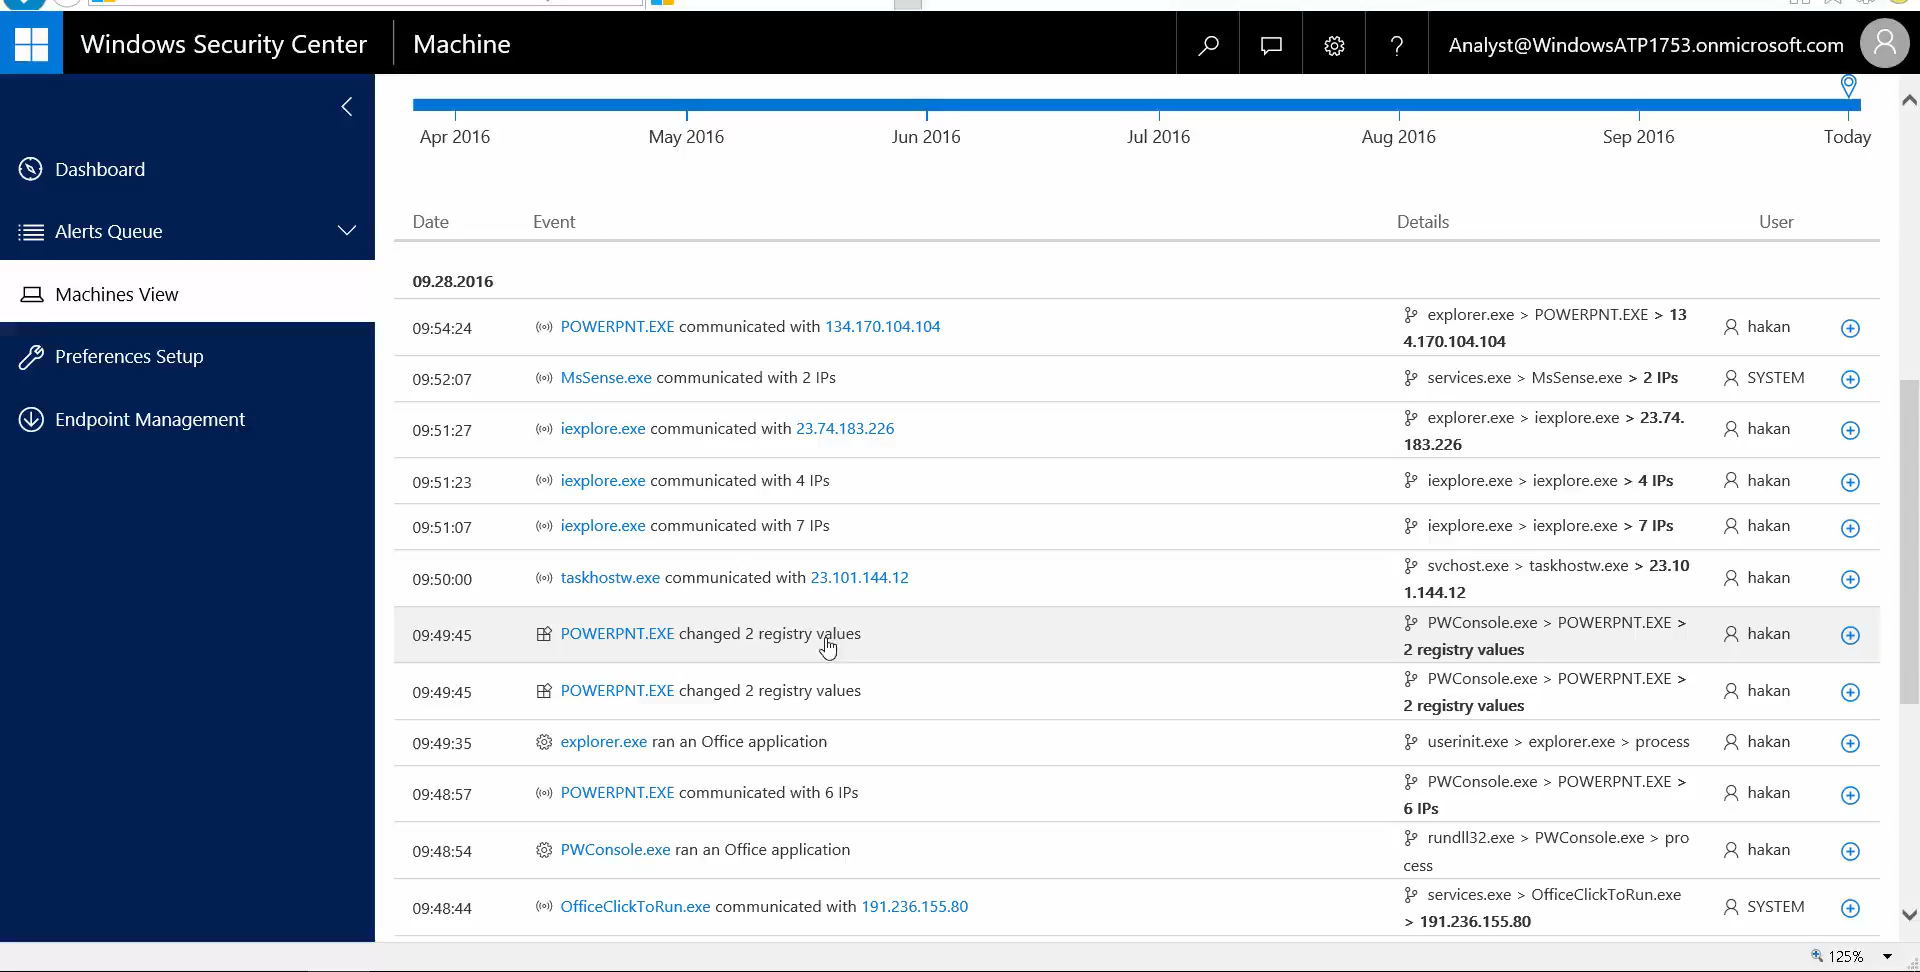 Windows Security Center Machine Analyst@WindowsATP1753.onmicrosoft.com
Apr 2016 May 2016 Jun 2016 Jul 2016 Aug 2016 Sep 2016 Today
Dashboard
Alerts Queue
Machines View
Preferences Setup
Endpoint Management
Date Event Details User
09.28.2016
09:54:24 POWERPNT.EXE communicated with 134.170.104.104 explorer.exe > POWERPNT.EXE > 13 hakan
4.170.104.104
09:52:07 MsSense.exe communicated with 2 IPs services.exe > MsSense.exe > 2 IPs SYSTEM
09:51:27 iexplore.exe communicated with 23.74.183.226 explorer.exe > iexplore.exe > 23.74. hakan
183.226
09:51:23 iexplore.exe communicated with 4 IPs iexplore.exe > iexplore.exe > 4 IPs hakan
09:51:07 iexplore.exe communicated with 7 IPs iexplore.exe > iexplore.exe > 7 IPs hakan
09:50:00 taskhostw.exe communicated with 23.101.144.12 svchost.exe > taskhostw.exe > 23.10 hakan
1.144.12
09:49:45 POWERPNT.EXE changed 2 registry values PWConsole.exe > POWERPNT.EXE > hakan
2 registry values
09:49:45 POWERPNT.EXE changed 2 registry values PWConsole.exe > POWERPNT.EXE > hakan
2 registry values
09:49:35 explorer.exe ran an Office application userinit.exe > explorer.exe > process hakan
09:48:57 POWERPNT.EXE communicated with 6 IPs PWConsole.exe > POWERPNT.EXE > hakan
6 IPs
09:48:54 PWConsole.exe ran an Office application rundll32.exe > PWConsole.exe > pro hakan
cess
09:48:44 OfficeClickToRun.exe communicated with 191.236.155.80 services.exe > OfficeClickToRun.exe SYSTEM
> 191.236.155.80
125%